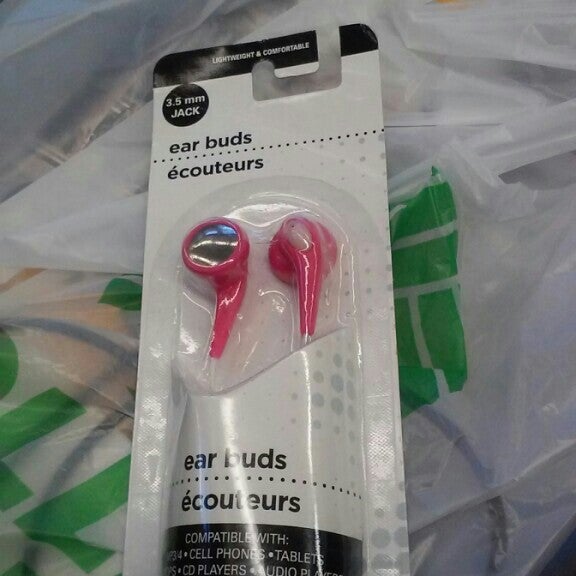 LIGHTWEIGHT & COMFORTABLE
3.5 mm
JACK
ear buds
écouteurs
ear buds
écouteurs
COMPATIBLE WITH:
• CELL PHONES • TABLETS
• CD PLAYERS • AUDIO PLAYERS